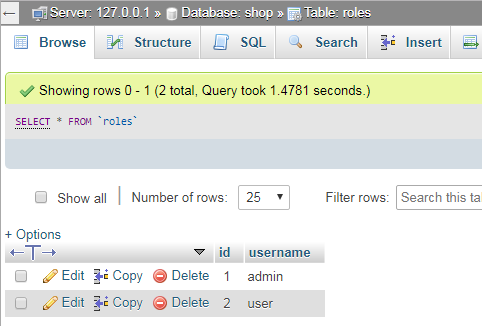 Server: 127.0.0.1 » Database: shop » Table: roles
Browse Structure SQL Search Insert
Showing rows 0 - 1 (2 total, Query took 1.4781 seconds.)
SELECT * FROM `roles`
Show all Number of rows: 25 Filter rows: Search this ta
+ Options
id username
Edit Copy Delete 1 admin
Edit Copy Delete 2 user